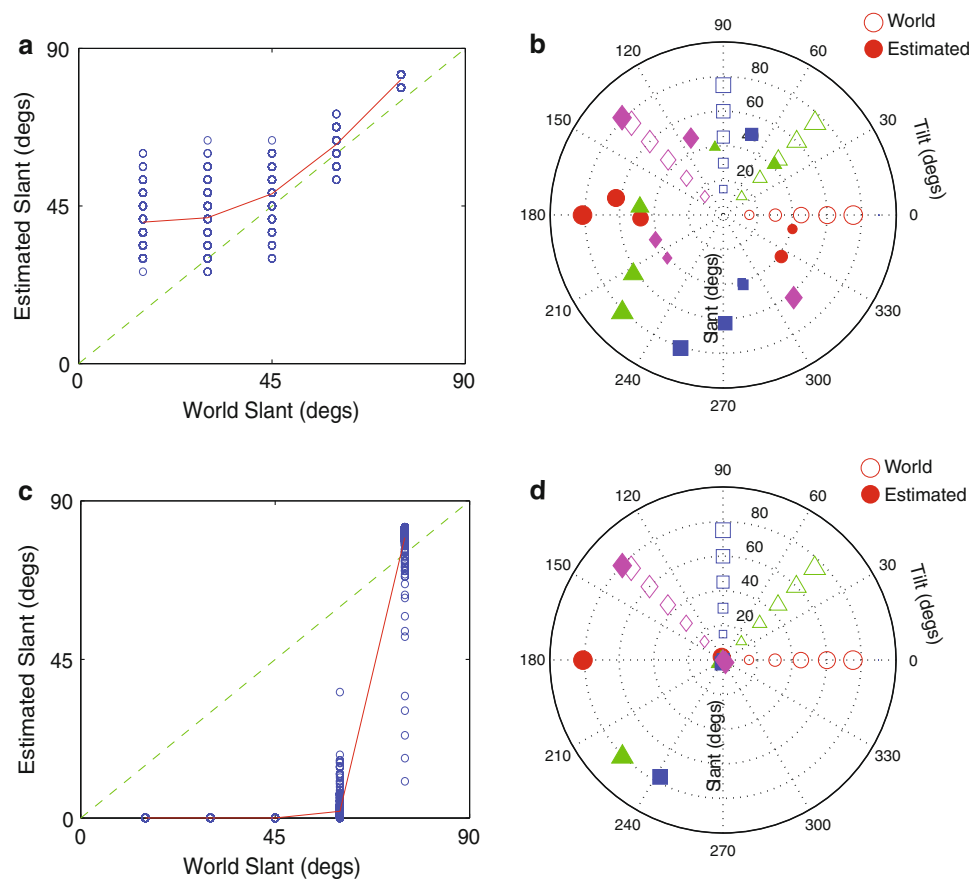 a
90
45
0
0
45
90
Estimated Slant (degs)
World Slant (degs)
b
World
Estimated
90
60
30
0
330
300
270
240
210
180
150
120
80
60
40
20
Tilt (degs)
Slant (degs)
c
90
45
0
0
45
90
Estimated Slant (degs)
World Slant (degs)
d
World
Estimated
90
60
30
0
330
300
270
240
210
180
150
120
80
60
40
20
Tilt (degs)
Slant (degs)